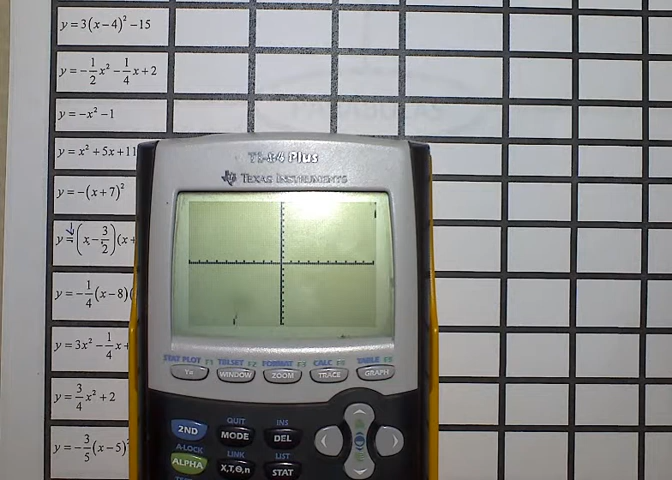 y = 3(x−4)² −15
y = −1/2x² − 1/4x + 2
y = −x² − 1
y = x² + 5x + 11
TI-84 Plus
TEXAS INSTRUMENTS
y = −(x+7)²
y = (x − 3/2)(x +
y = −1/4(x−8)(
y = 3x² − 1/4x +
STAT PLOT F1 TBLSET F2 FORMAT F3 CALC F4 TABLE F5
Y= WINDOW ZOOM TRACE GRAPH
y = 3/4x² + 2
QUIT INS
2ND MODE DEL
A-LOCK LINK LIST
y = −3/5(x−5)²
ALPHA X,T,Θ,n STAT